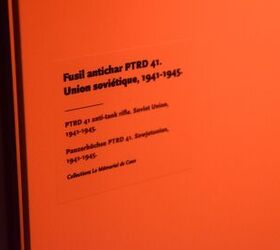 Fusil antichar PTRD 41.
Union soviétique, 1941-1945.
PTRD 41 anti-tank rifle. Soviet Union,
1941-1945.
Panzerbüchse PTRD 41. Sowjetunion,
1941-1945.
Collections Le Mémorial de Caen